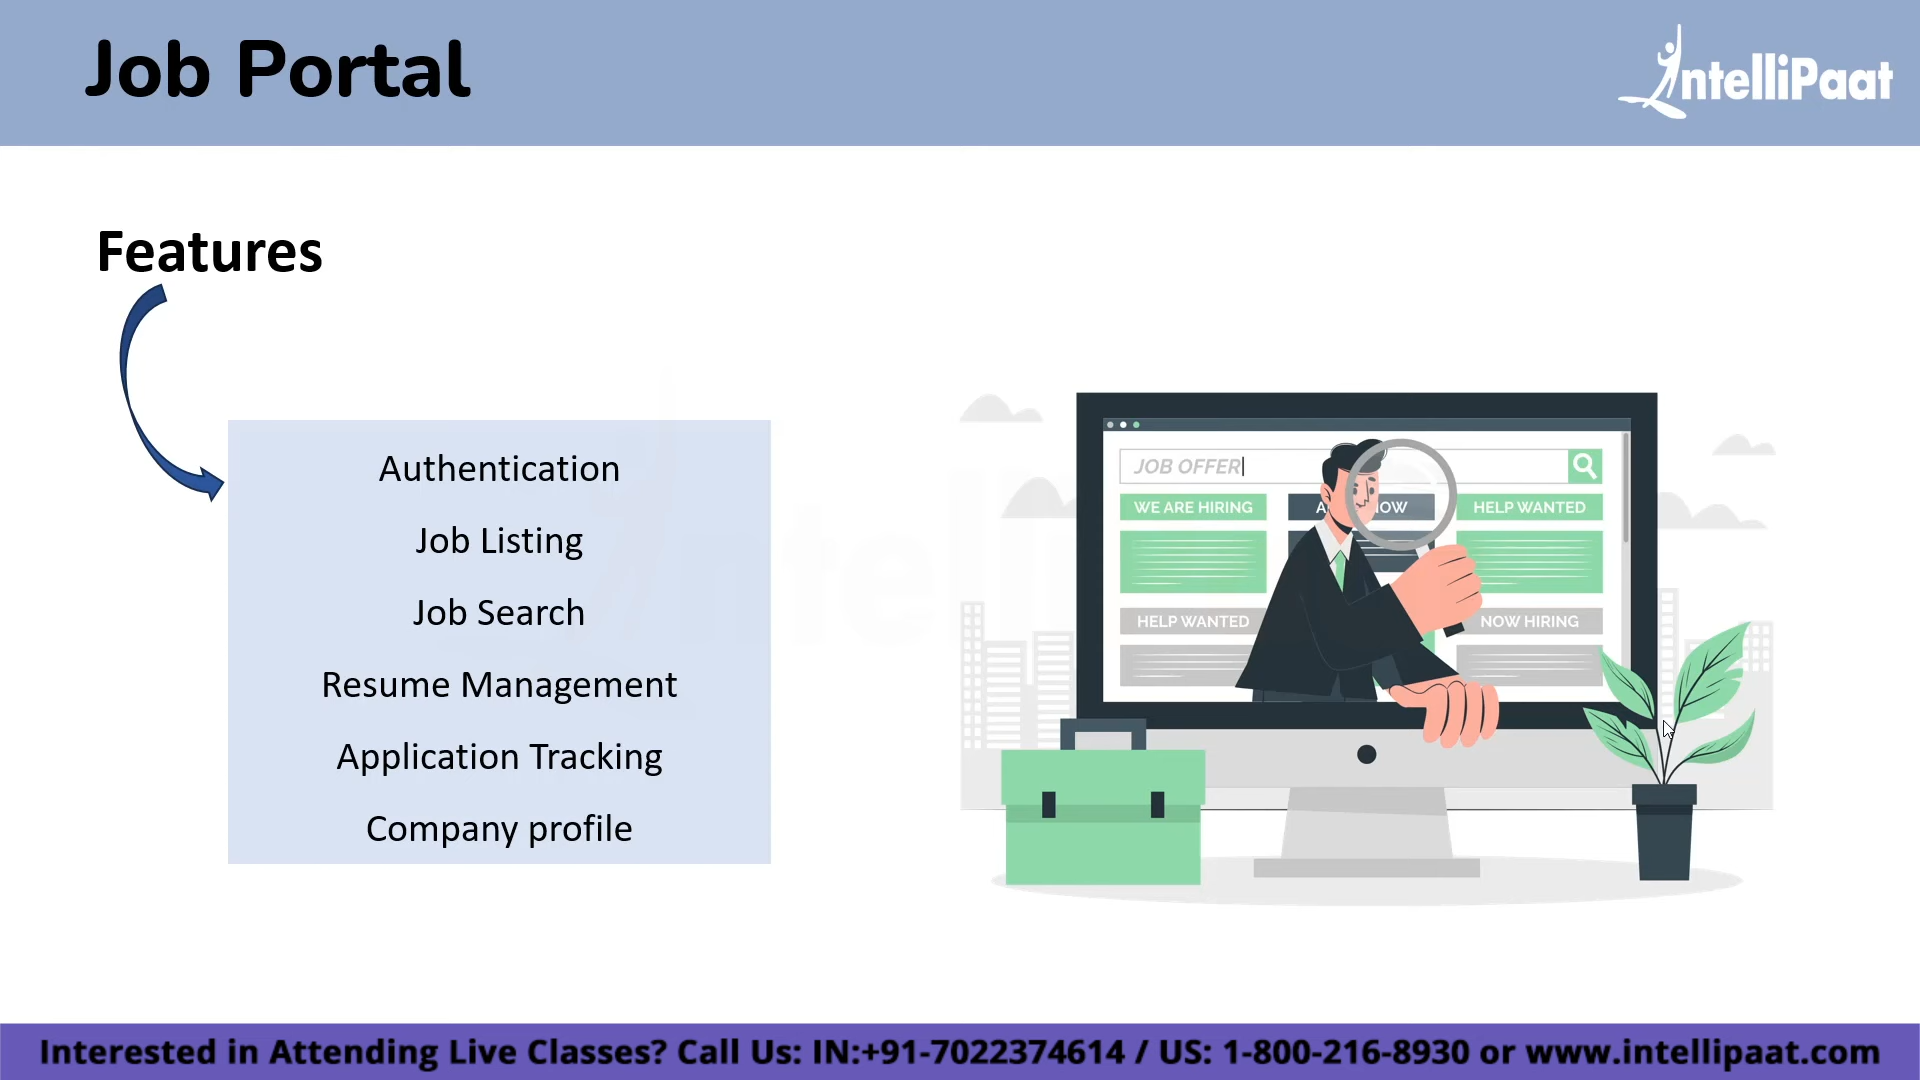 Job Portal
IntelliPaat
Features
Authentication
Job Listing
Job Search
Resume Management
Application Tracking
Company profile
JOB OFFER
WE ARE HIRING
HELP WANTED
HELP WANTED
NOW HIRING
Interested in Attending Live Classes? Call Us: IN:+91-7022374614 / US: 1-800-216-8930 or www.intellipaat.com